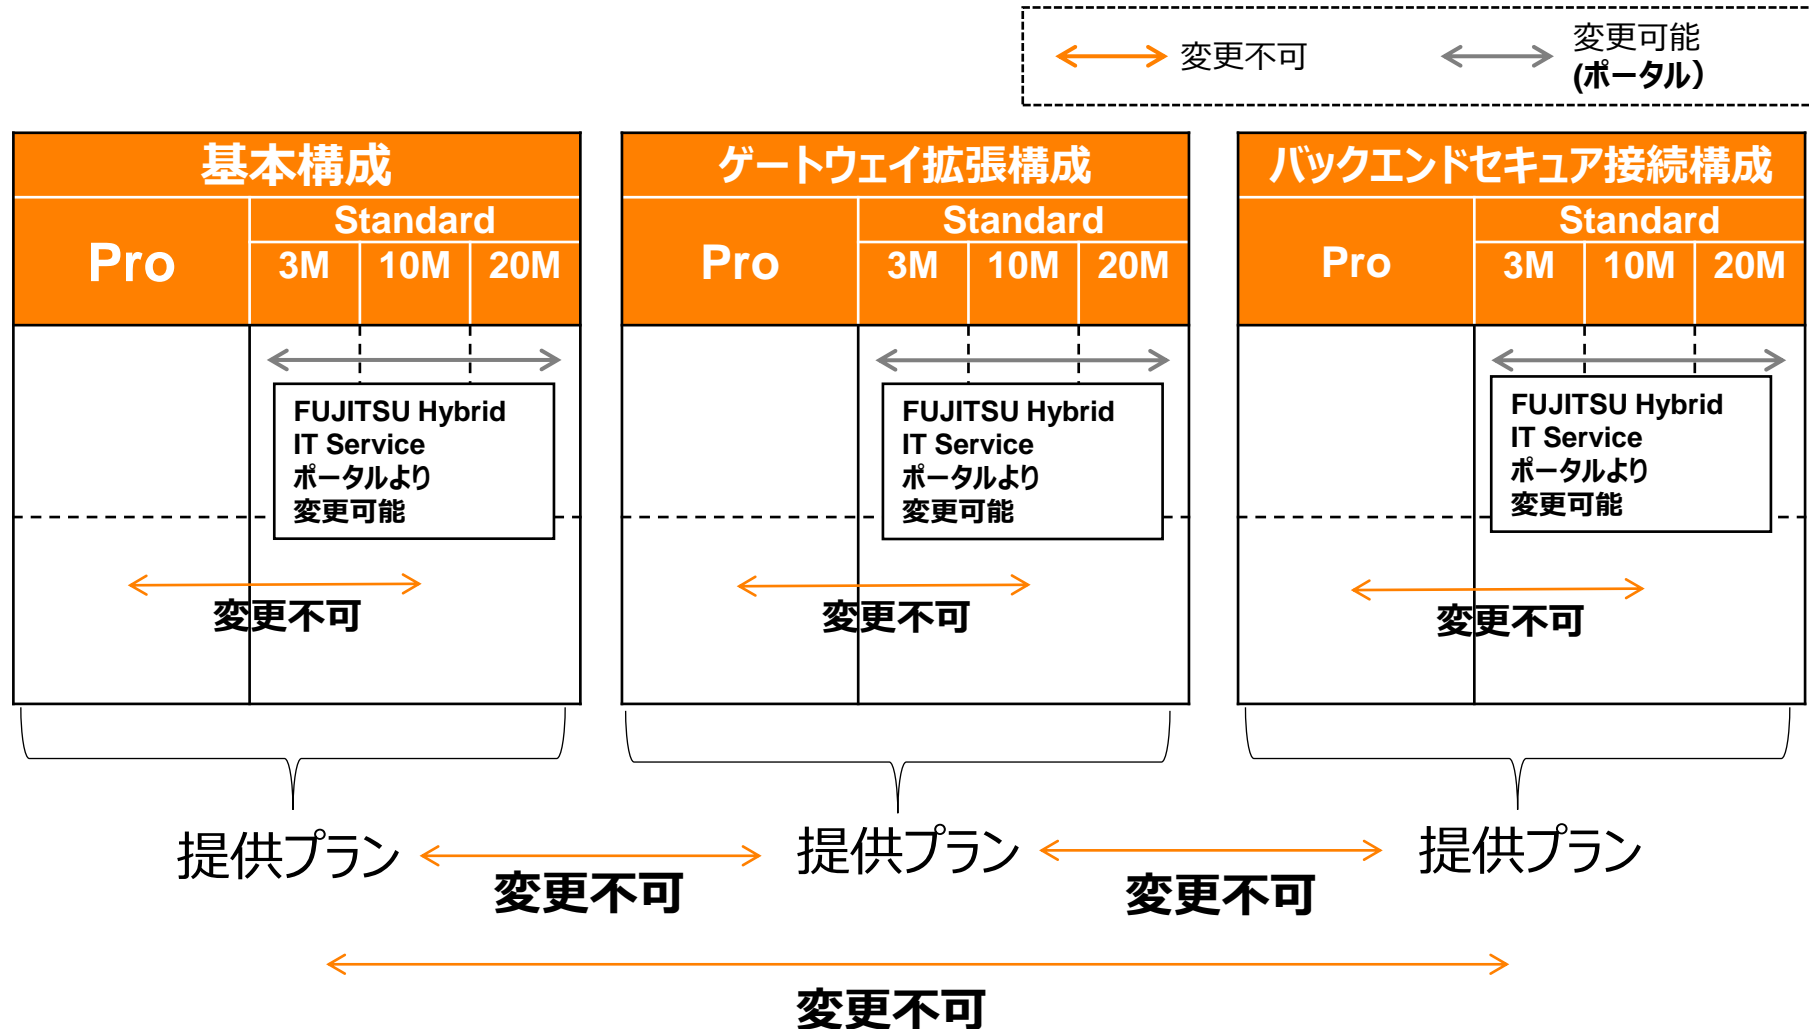 変更不可
変更可能
(ポータル）
基本構成
Pro
Standard
3M
10M
20M
FUJITSU Hybrid
IT Service
ポータルより
変更可能
変更不可
ゲートウェイ拡張構成
Pro
Standard
3M
10M
20M
FUJITSU Hybrid
IT Service
ポータルより
変更可能
変更不可
バックエンドセキュア接続構成
Pro
Standard
3M
10M
20M
FUJITSU Hybrid
IT Service
ポータルより
変更可能
変更不可
提供プラン
変更不可
提供プラン
変更不可
提供プラン
変更不可